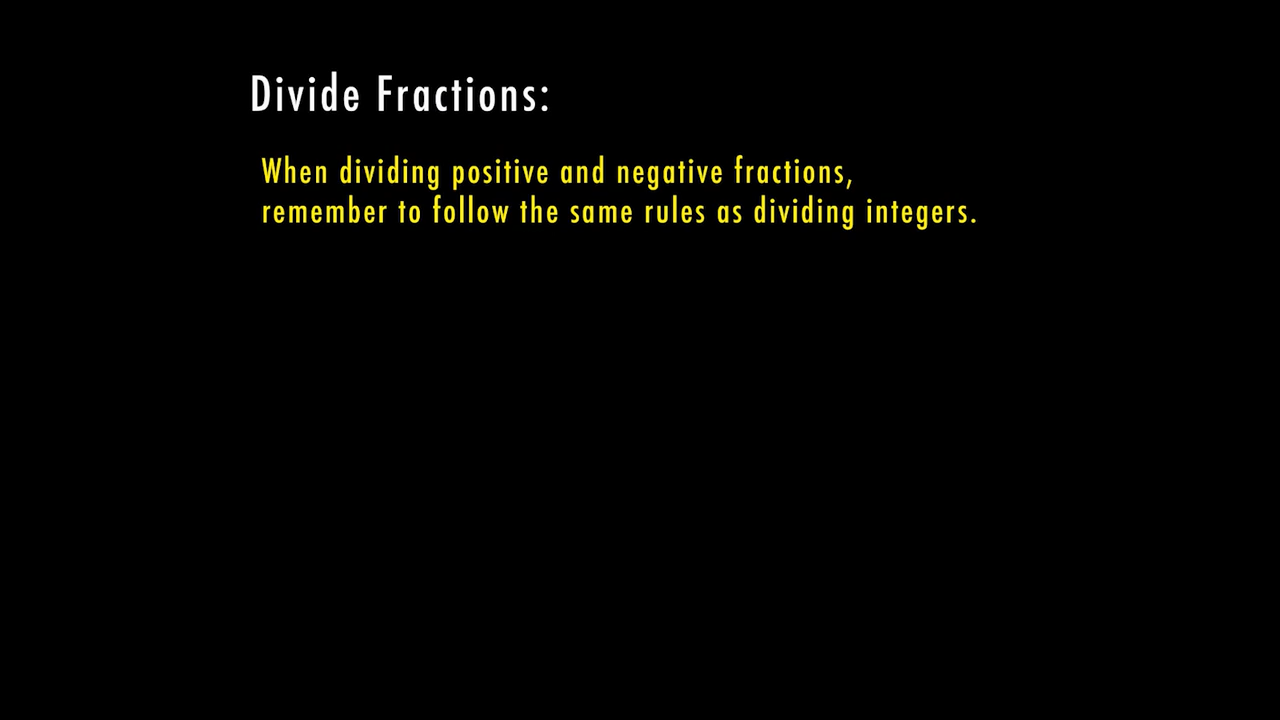 Divide Fractions:
When dividing positive and negative fractions,
remember to follow the same rules as dividing integers.